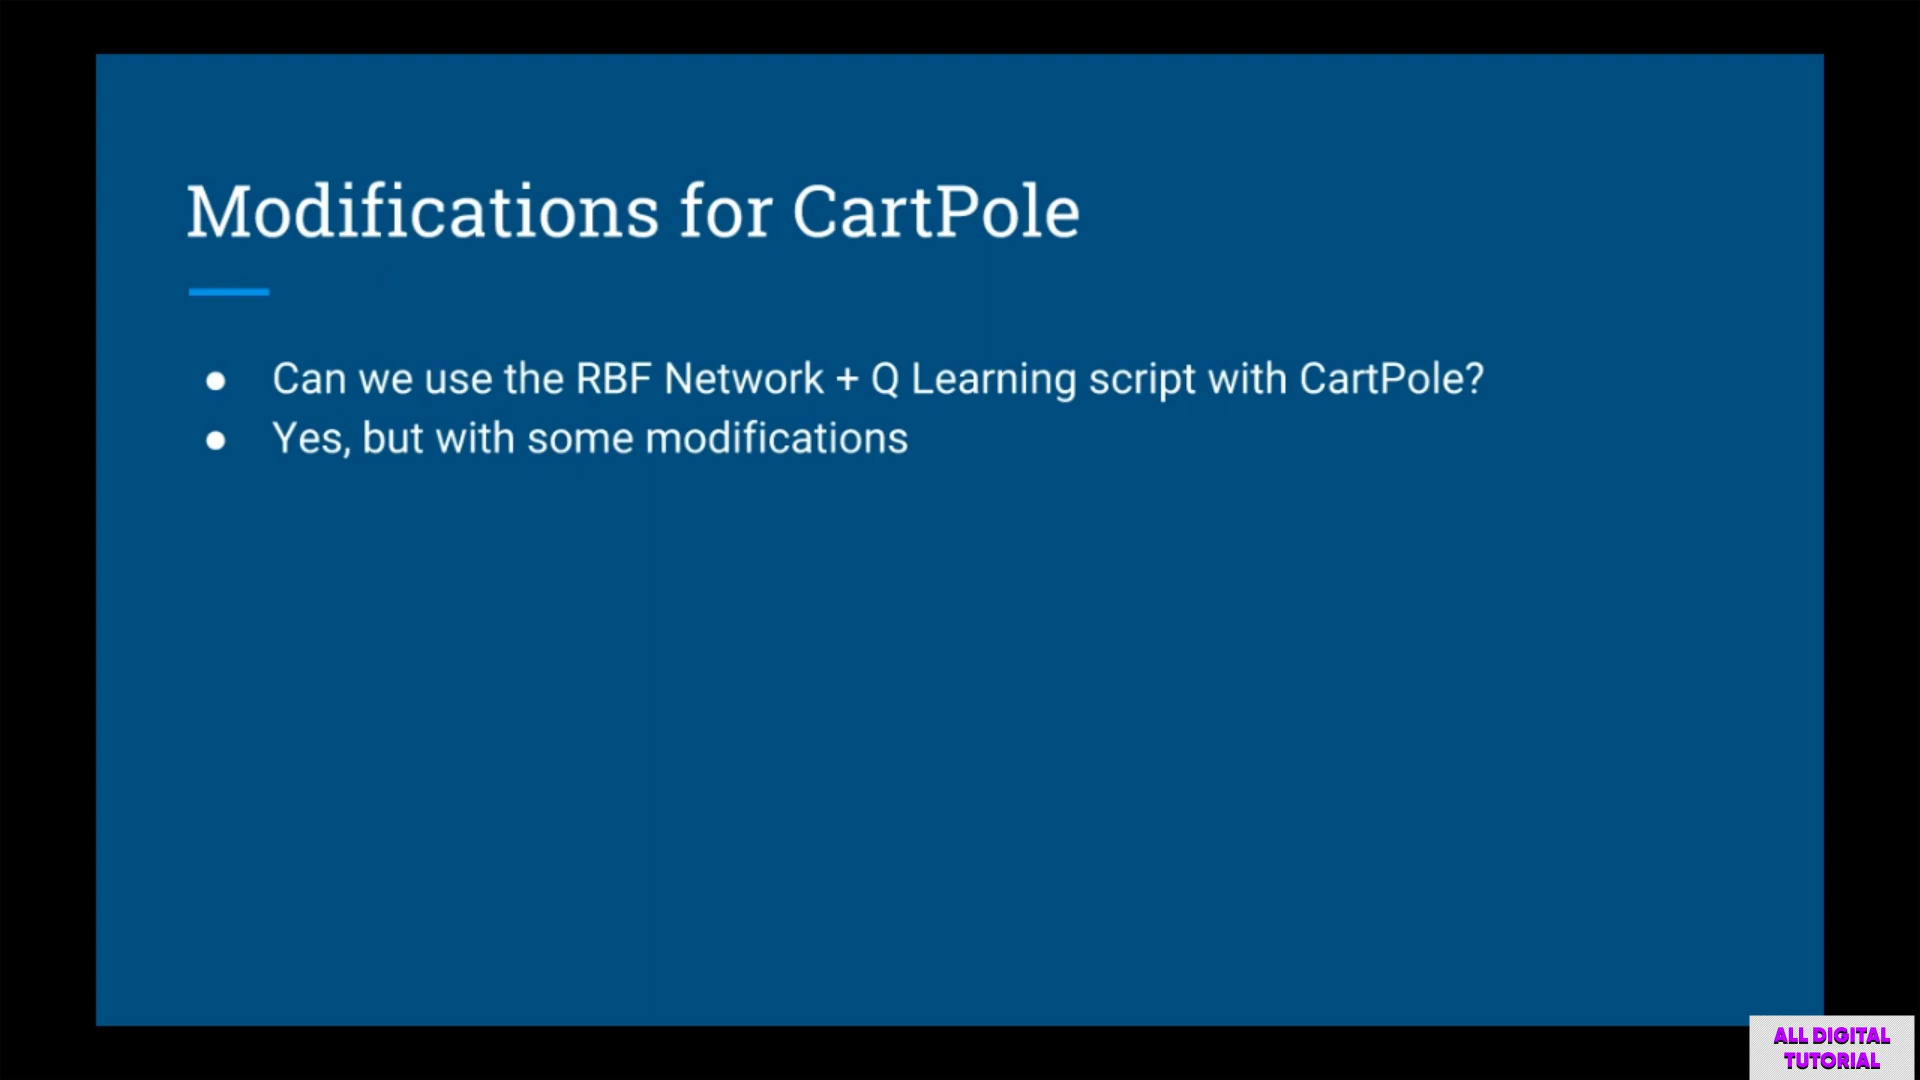 Modifications for CartPole
● Can we use the RBF Network + Q Learning script with CartPole?
● Yes, but with some modifications
ALL DIGITAL
TUTORIAL